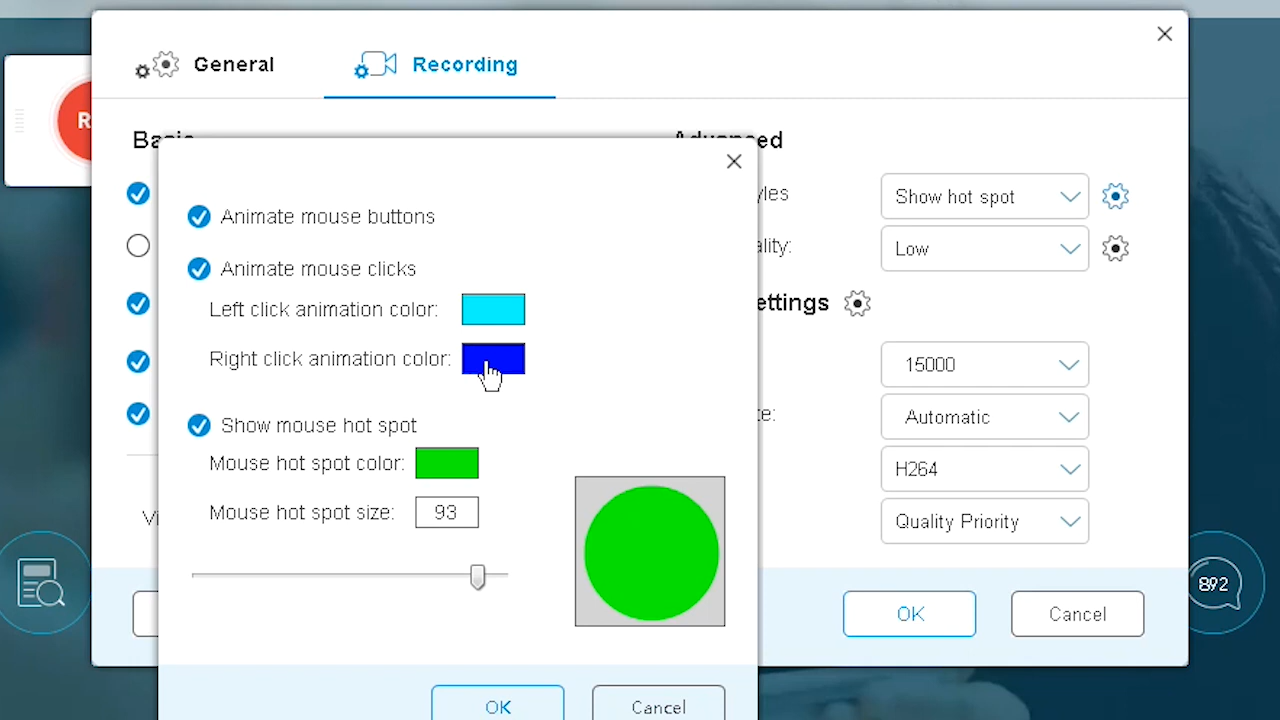 General
Recording
R
Animate mouse buttons
Animate mouse clicks
Left click animation color:
Right click animation color:
Show mouse hot spot
Mouse hot spot color:
Mouse hot spot size: 93
OK
Cancel
Show hot spot
Low
ettings
15000
Automatic
H264
Quality Priority
OK
Cancel
892